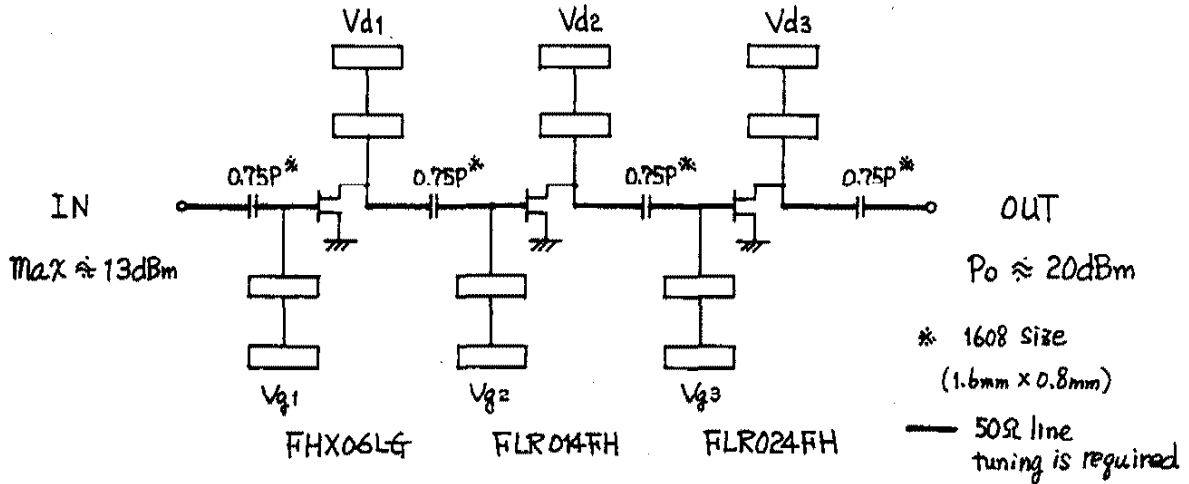 Vd1 Vd2 Vd3
0.75P※ 0.75P※ 0.75P※ 0.75P※
IN OUT
Max ≈ 13dBm
Po ≈ 20dBm
※ 1608 size
(1.6mm × 0.8mm)
Vg1 Vg2 Vg3
FHX06LG FLR014FH FLR024FH
50Ω line
tuning is required